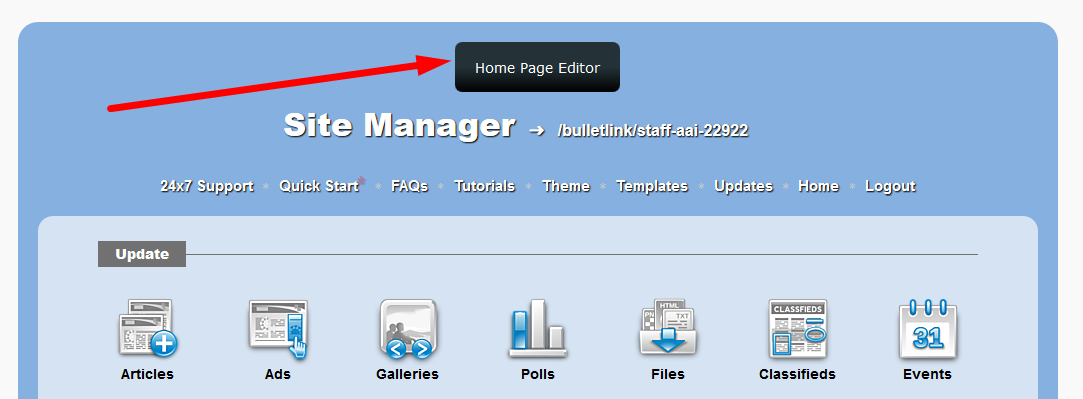 Home Page Editor
Site Manager → /bulletlink/staff-aai-22922
24x7 Support * Quick Start* * FAQs * Tutorials * Theme * Templates * Updates * Home * Logout
Update
HTML
TXT
CLASSIFIEDS
31
Articles Ads Galleries Polls Files Classifieds Events